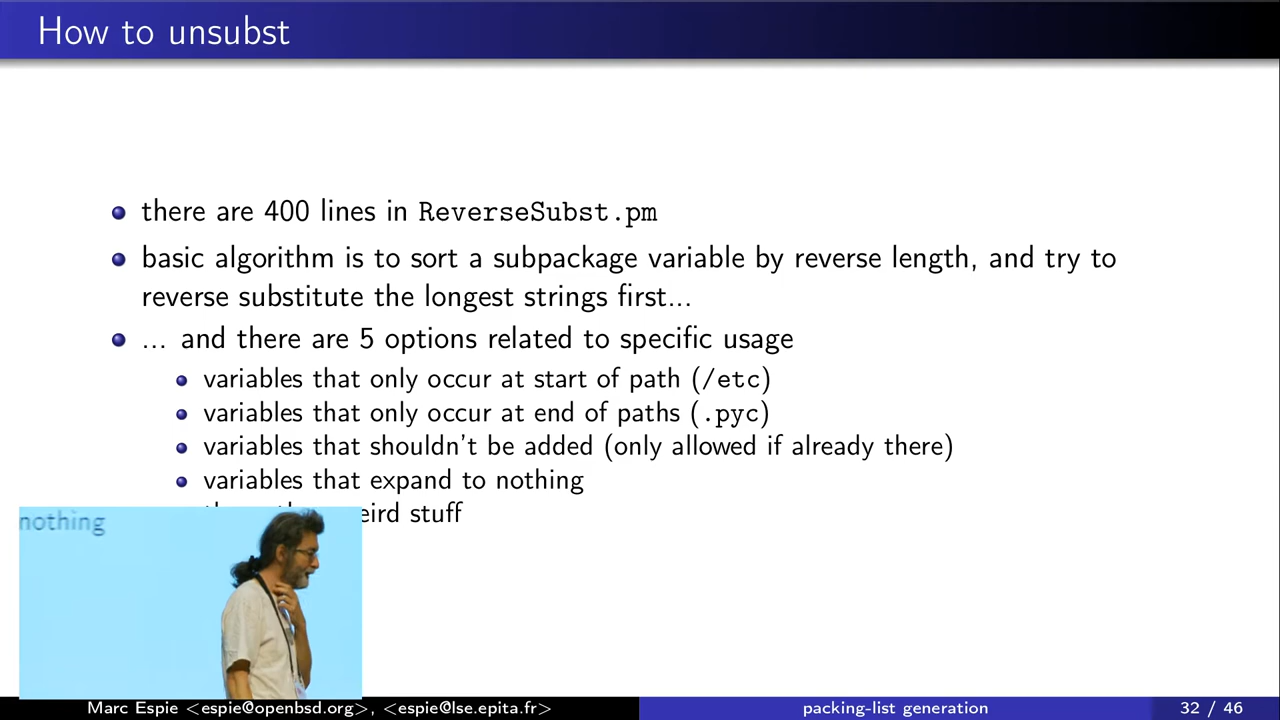 How to unsubst
there are 400 lines in ReverseSubst.pm
basic algorithm is to sort a subpackage variable by reverse length, and try to
reverse substitute the longest strings first...
... and there are 5 options related to specific usage
variables that only occur at start of path (/etc)
variables that only occur at end of paths (.pyc)
variables that shouldn't be added (only allowed if already there)
variables that expand to nothing
stuff
nothing
Marc Espie <espie@openbsd.org>, <espie@lse.epita.fr>
packing-list generation
32 / 46